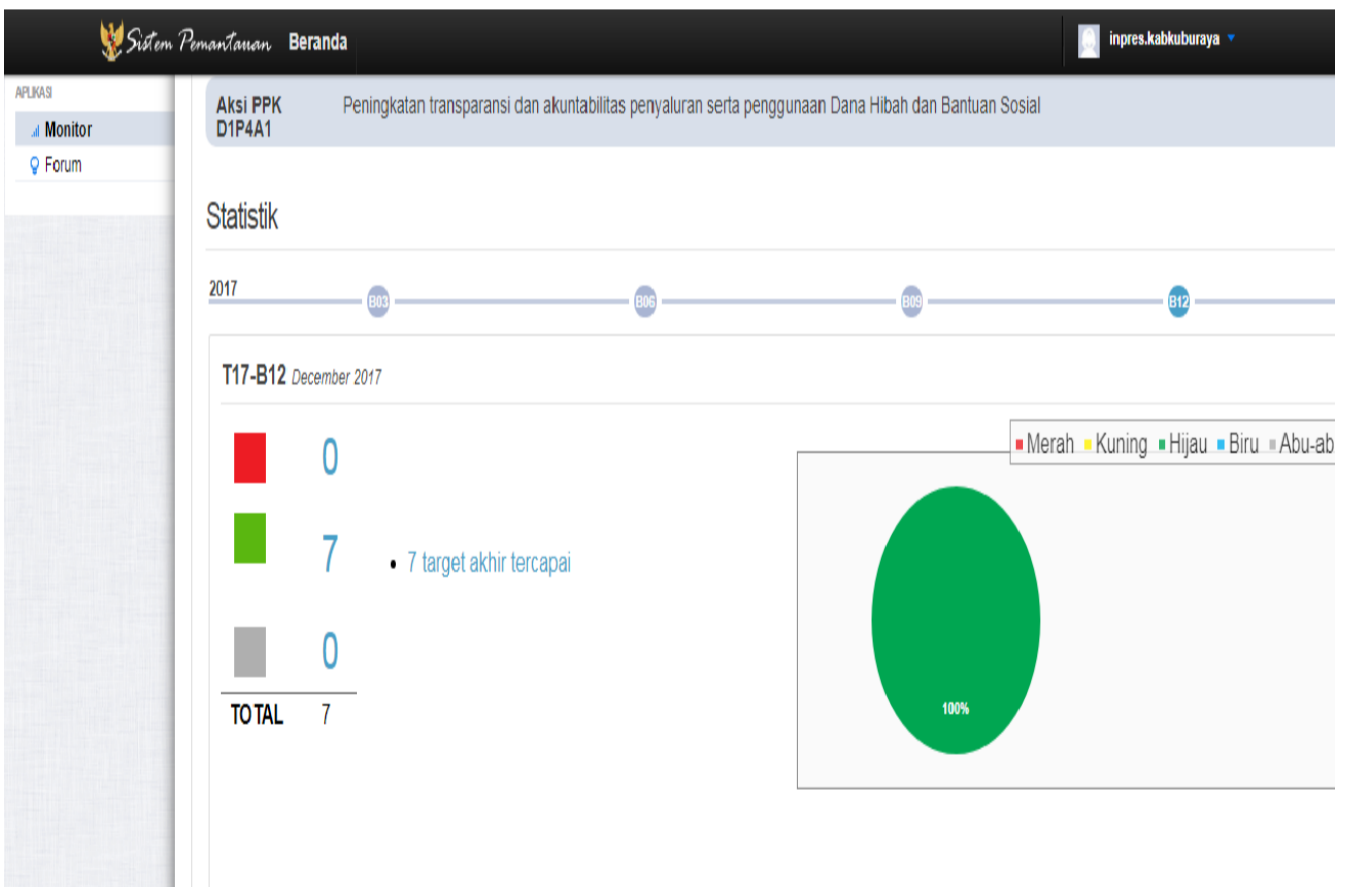 Sistem Pemantauan Beranda
inpres.kabkuburaya
APLIKASI
Monitor
Forum
Aksi PPK
D1P4A1
Peningkatan transparansi dan akuntabilitas penyaluran serta penggunaan Dana Hibah dan Bantuan Sosial
Statistik
2017
B03
B06
B09
B12
T17-B12 December 2017
0
7
• 7 target akhir tercapai
0
TOTAL 7
Merah Kuning Hijau Biru Abu-ab
100%